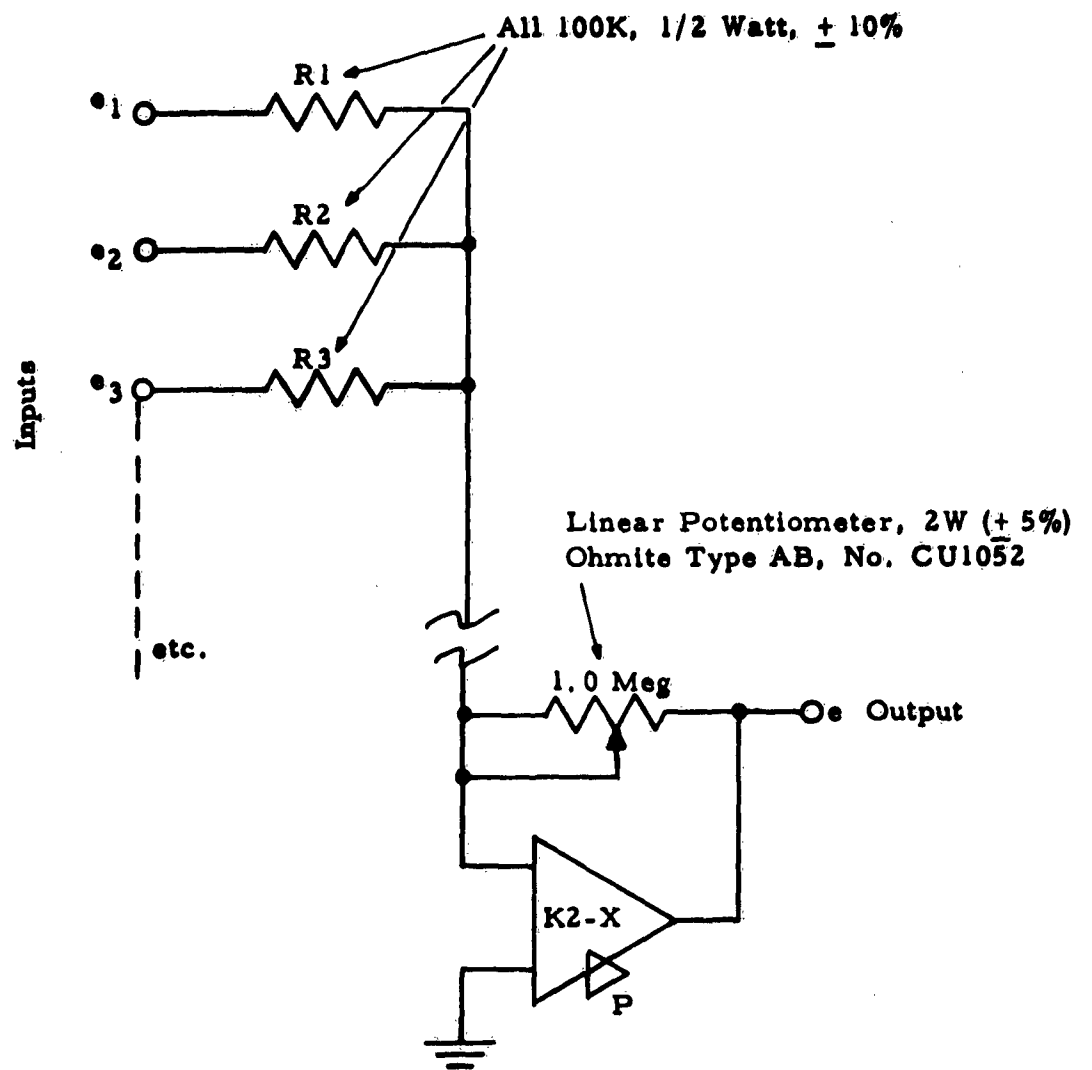 All 100K, 1/2 Watt, ± 10%
R1
e1
R2
e2
R3
e3
Inputs
Linear Potentiometer, 2W (± 5%)
Ohmite Type AB, No. CU1052
etc.
1.0 Meg
e Output
K2-X
P